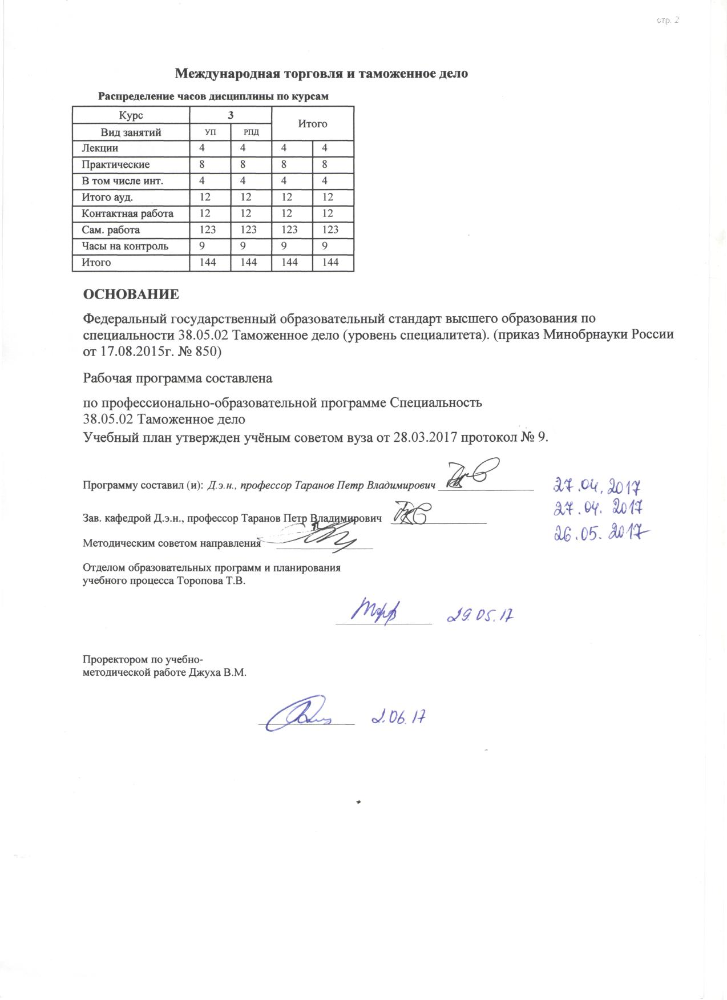 стр. 2
Международная торговля и таможенное дело
Распределение часов дисциплины по курсам
Курс 3 Итого
Вид занятий УП РПД
Лекции 4 4 4 4
Практические 8 8 8 8
В том числе инт. 4 4 4 4
Итого ауд. 12 12 12 12
Контактная работа 12 12 12 12
Сам. работа 123 123 123 123
Часы на контроль 9 9 9 9
Итого 144 144 144 144
ОСНОВАНИЕ
Федеральный государственный образовательный стандарт высшего образования по
специальности 38.05.02 Таможенное дело (уровень специалитета). (приказ Минобрнауки России
от 17.08.2015г. № 850)
Рабочая программа составлена
по профессионально-образовательной программе Специальность
38.05.02 Таможенное дело
Учебный план утвержден учёным советом вуза от 28.03.2017 протокол № 9.
Программу составил (и): Д.э.н., профессор Таранов Петр Владимирович 27.04.2017
Зав. кафедрой Д.э.н., профессор Таранов Петр Владимирович 27.04.2017
Методическим советом направления 26.05.2017
Отделом образовательных программ и планирования
учебного процесса Торопова Т.В.
29.05.17
Проректором по учебно-
методической работе Джуха В.М.
2.06.17